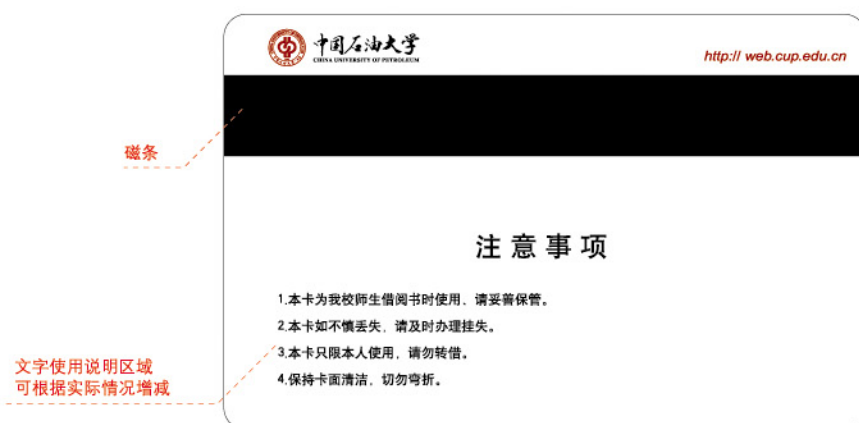 中国石油大学
CHINA UNIVERSITY OF PETROLEUM
http:// web.cup.edu.cn
磁条
注意事项
1.本卡为我校师生借阅书时使用、请妥善保管。
2.本卡如不慎丢失、请及时办理挂失。
3.本卡只限本人使用，请勿转借。
4.保持卡面清洁、切勿弯折。
文字使用说明区域
可根据实际情况增减